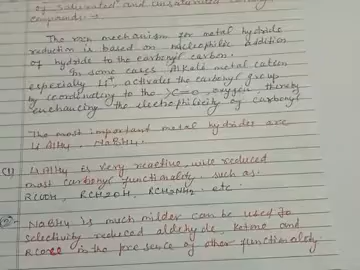 of saturated and unsaturated
compounds:→
The rxn mechanism for metal hydride
reduction is based on nucleophilic addition
of hydride to the carbonyl carbon.
In some cases Alkali metal cation
especially Li+, activates the carbonyl group
by coordinating to the >C=O, oxygen, thereby
enchaucing the electrophilicity of carbonyl
The most important metal hydrides are
LiAlH4, NaBH4.
(1) LiAlH4 is very reactive, will reduced
most carbonyl functionality such as.
RCOOH, RCH2OH, RCH2NH2. etc.
(2) NaBH4 is much milder can be used to
selectivity reduced aldehyde, ketone and
in the presence of other functionality.